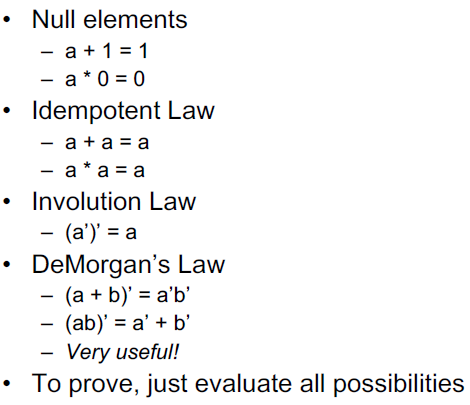 • Null elements
– a + 1 = 1
– a * 0 = 0
• Idempotent Law
– a + a = a
– a * a = a
• Involution Law
– (a’)’ = a
• DeMorgan’s Law
– (a + b)’ = a’b’
– (ab)’ = a’ + b’
– Very useful!
• To prove, just evaluate all possibilities